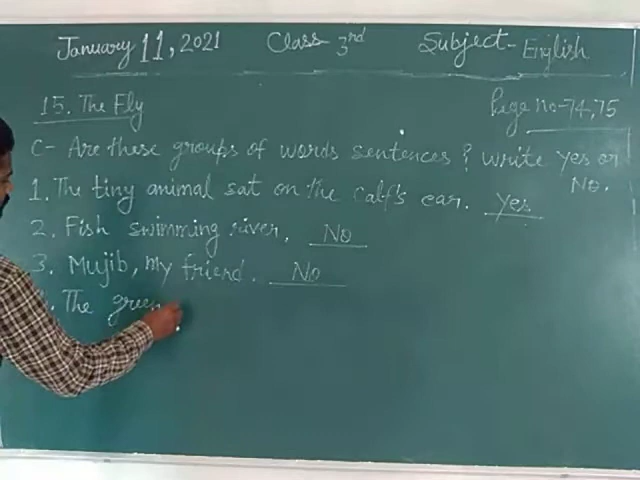 January 11, 2021 Class 3rd Subject - English
15. The Fly Page no - 74,75
C - Are these groups of words sentences? Write yes or No.
1. The tiny animal sat on the calf's ear. Yes
2. Fish swimming river. No
3. Mujib, my friend. No
The green